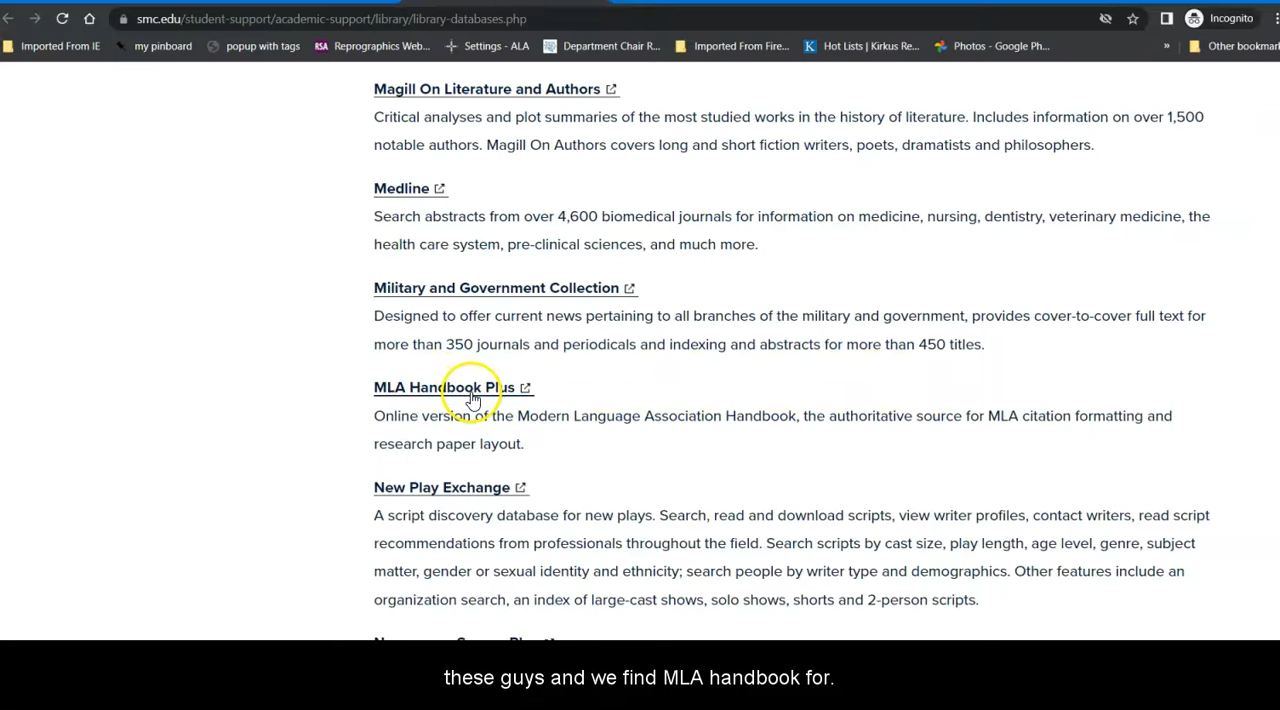 smc.edu/student-support/academic-support/library/library-databases.php
Incognito
Imported From IE
my pinboard
popup with tags
RSA Reprographics Web...
Settings - ALA
Department Chair R...
Imported From Fire...
K Hot Lists | Kirkus Re...
Photos - Google Ph...
»
Other bookmar
Magill On Literature and Authors
Critical analyses and plot summaries of the most studied works in the history of literature. Includes information on over 1,500
notable authors. Magill On Authors covers long and short fiction writers, poets, dramatists and philosophers.
Medline
Search abstracts from over 4,600 biomedical journals for information on medicine, nursing, dentistry, veterinary medicine, the
health care system, pre-clinical sciences, and much more.
Military and Government Collection
Designed to offer current news pertaining to all branches of the military and government, provides cover-to-cover full text for
more than 350 journals and periodicals and indexing and abstracts for more than 450 titles.
MLA Handbook Plus
Online version of the Modern Language Association Handbook, the authoritative source for MLA citation formatting and
research paper layout.
New Play Exchange
A script discovery database for new plays. Search, read and download scripts, view writer profiles, contact writers, read script
recommendations from professionals throughout the field. Search scripts by cast size, play length, age level, genre, subject
matter, gender or sexual identity and ethnicity; search people by writer type and demographics. Other features include an
organization search, an index of large-cast shows, solo shows, shorts and 2-person scripts.
these guys and we find MLA handbook for.